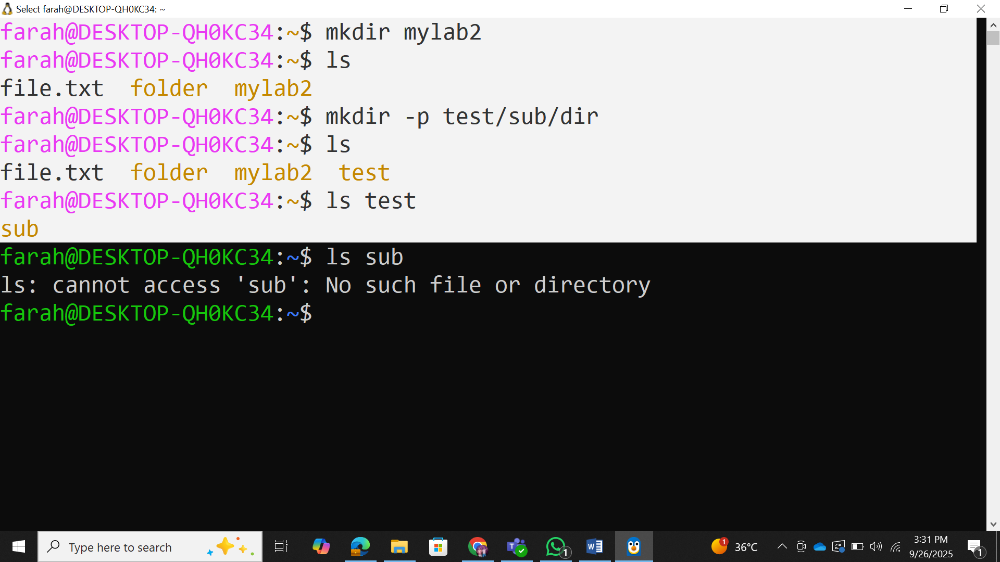 Select farah@DESKTOP-QH0KC34: ~
farah@DESKTOP-QH0KC34:~$ mkdir mylab2
farah@DESKTOP-QH0KC34:~$ ls
file.txt  folder  mylab2
farah@DESKTOP-QH0KC34:~$ mkdir -p test/sub/dir
farah@DESKTOP-QH0KC34:~$ ls
file.txt  folder  mylab2  test
farah@DESKTOP-QH0KC34:~$ ls test
sub
farah@DESKTOP-QH0KC34:~$ ls sub
ls: cannot access 'sub': No such file or directory
farah@DESKTOP-QH0KC34:~$
Type here to search
1
1
36°C
3:31 PM
9/26/2025
1